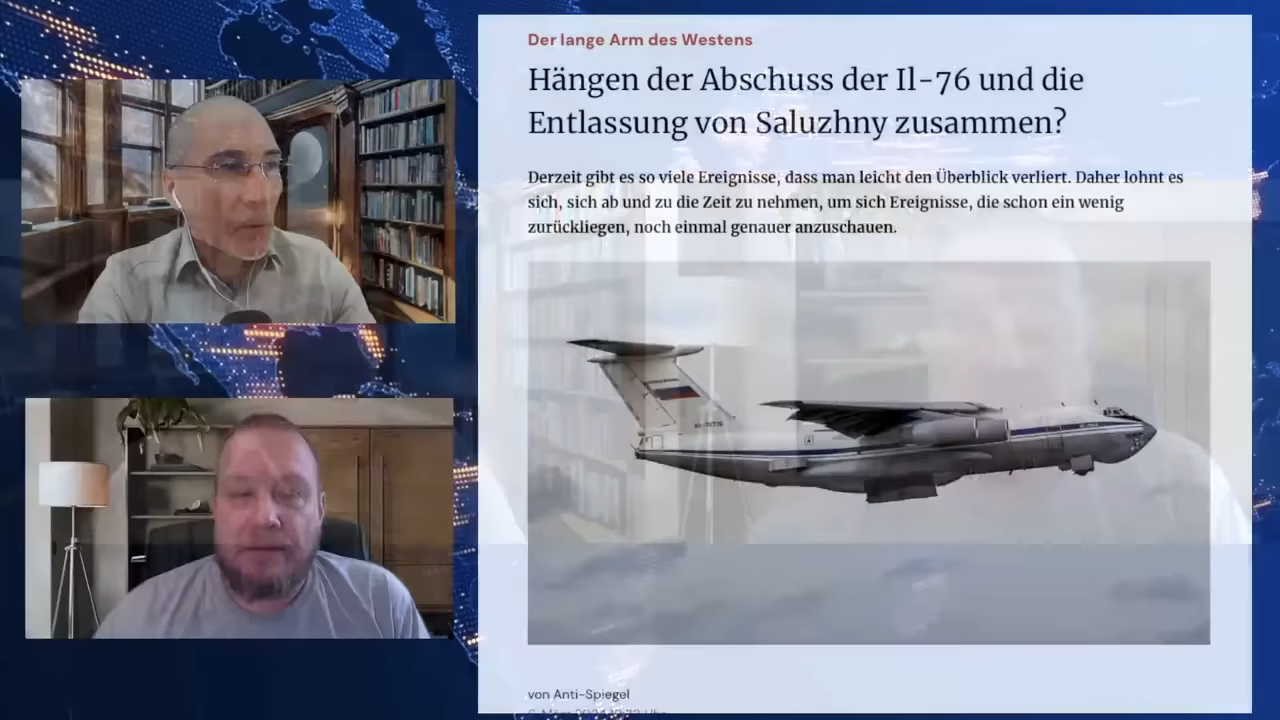 Der lange Arm des Westens
Hängen der Abschuss der Il-76 und die
Entlassung von Saluzhny zusammen?
Derzeit gibt es so viele Ereignisse, dass man leicht den Überblick verliert. Daher lohnt es
sich, sich ab und zu die Zeit zu nehmen, um sich Ereignisse, die schon ein wenig
zurückliegen, noch einmal genauer anzuschauen.
von Anti-Spiegel